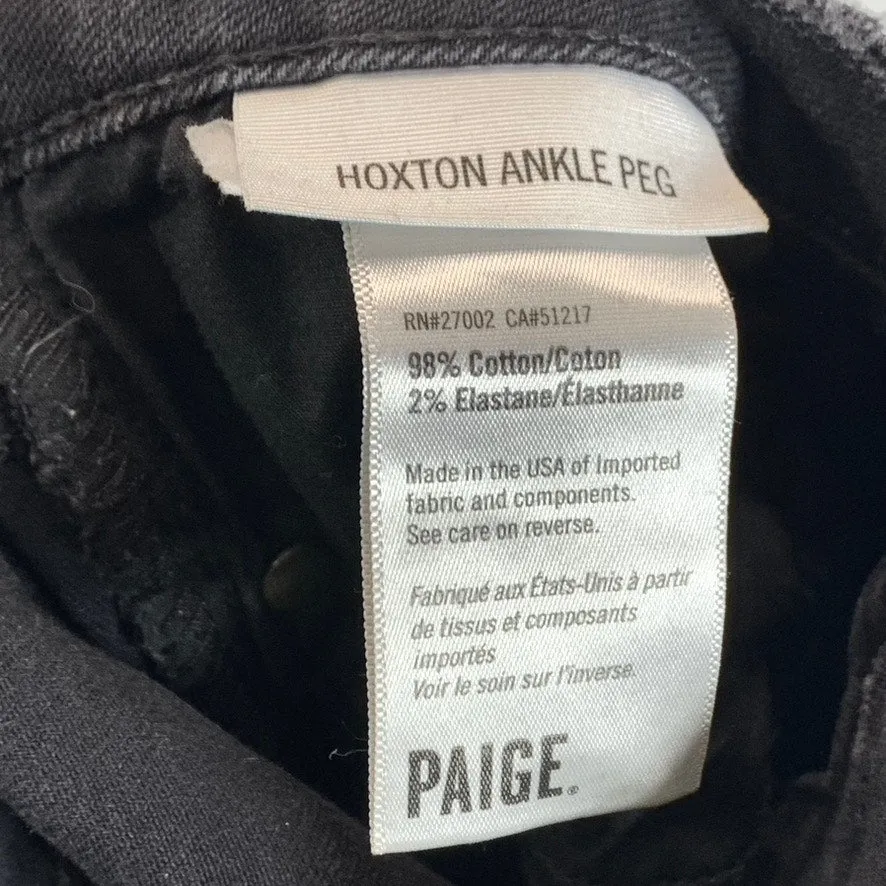 HOXTON ANKLE PEG
RN#27002 CA#51217
98% Cotton/Coton
2% Elastane/Élasthanne
Made in the USA of Imported
fabric and components.
See care on reverse.
Fabriqué aux États-Unis à partir
de tissus et composants
importés
Voir le soin sur l'inverse.
PAIGE®